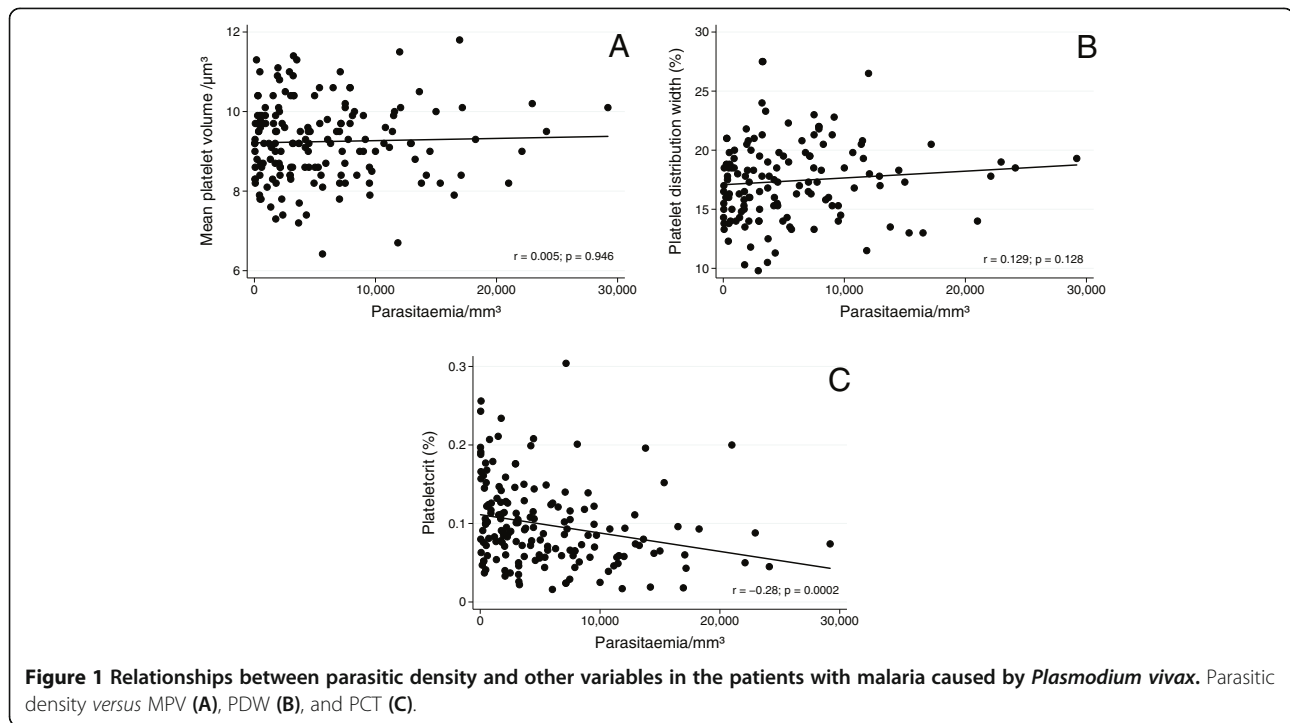 A
12
10
8
6
Mean platelet volume /µm³
r = 0.005; p = 0.946
0
10,000
20,000
30,000
Parasitaemia/mm³
B
30
25
20
15
10
Platelet distribution width (%)
r = 0.129; p = 0.128
0
10,000
20,000
30,000
Parasitaemia/mm³
C
0.3
0.2
0.1
0
Plateletcrit (%)
r = −0.28; p = 0.0002
0
10,000
20,000
30,000
Parasitaemia/mm³
Figure 1 Relationships between parasitic density and other variables in the patients with malaria caused by Plasmodium vivax. Parasitic
density versus MPV (A), PDW (B), and PCT (C).